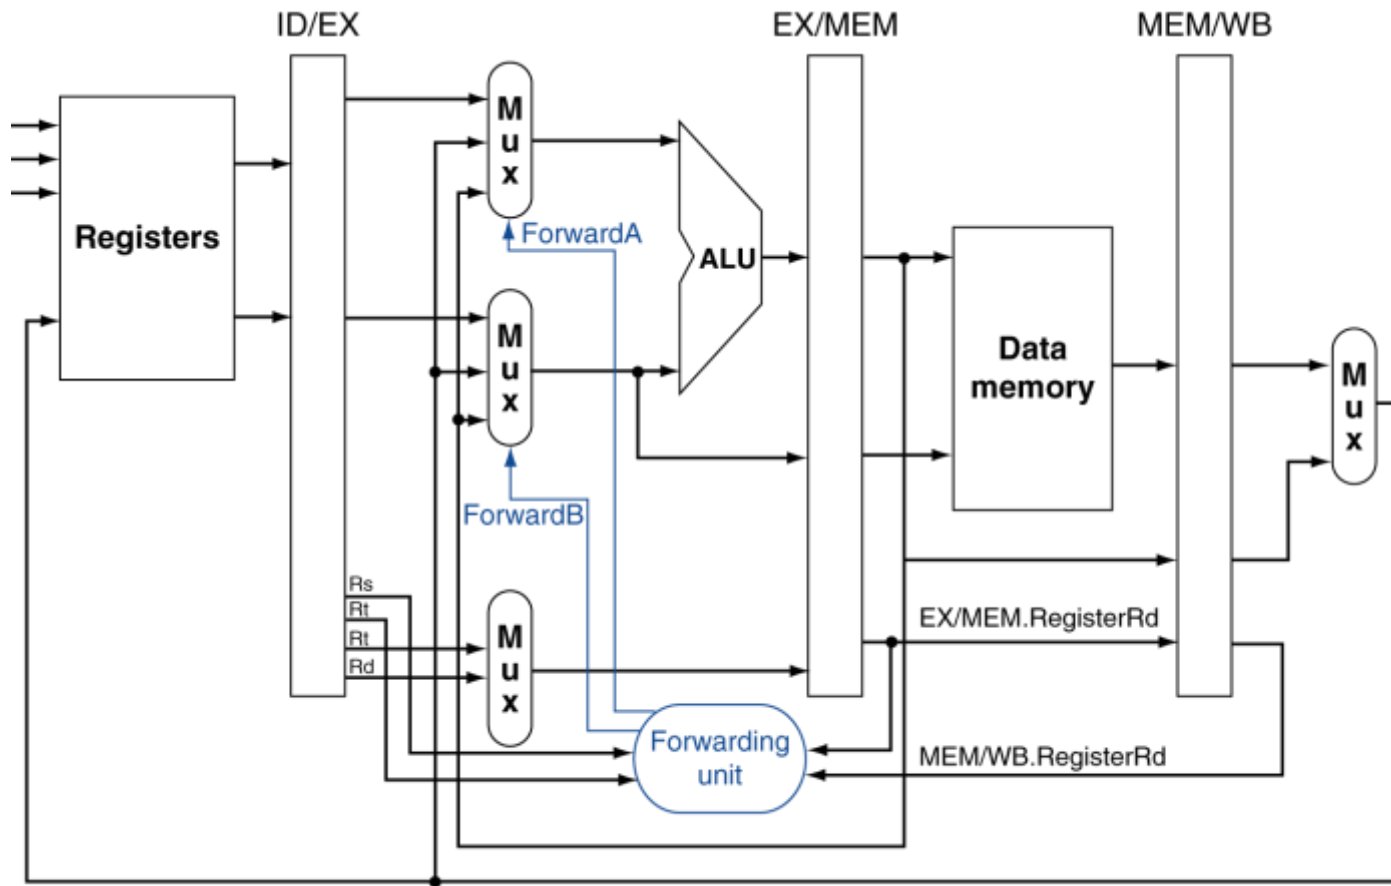 ID/EX
EX/MEM
MEM/WB
M
u
x
Registers
ForwardA
ALU
M
u
x
Data
memory
M
u
x
ForwardB
Rs
Rt
Rt
Rd
M
u
x
EX/MEM.RegisterRd
Forwarding
unit
MEM/WB.RegisterRd